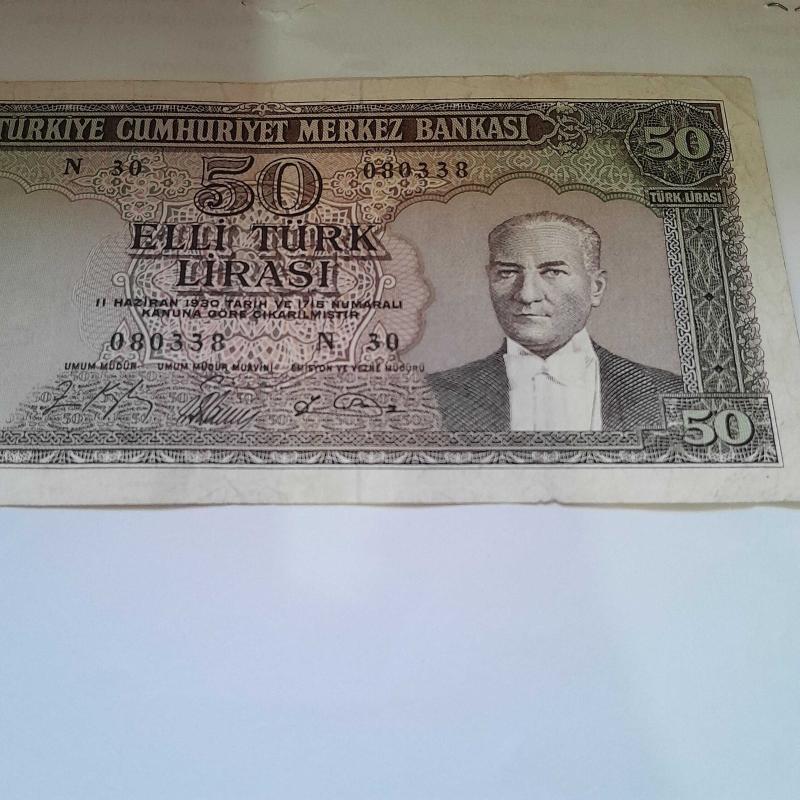 TÜRKİYE CUMHURİYET MERKEZ BANKASI
50
N 30
50
080338
TÜRK LİRASI
ELLİ TÜRK
LİRASI
11 HAZİRAN 1930 TARİH VE 1715 NUMARALI
KANUNA GÖRE ÇIKARILMIŞTIR
080338 N 30
UMUM MÜDÜR UMUM MÜDÜR MUAVİNİ EMİSYON VE VEZNE MÜDÜRÜ
50